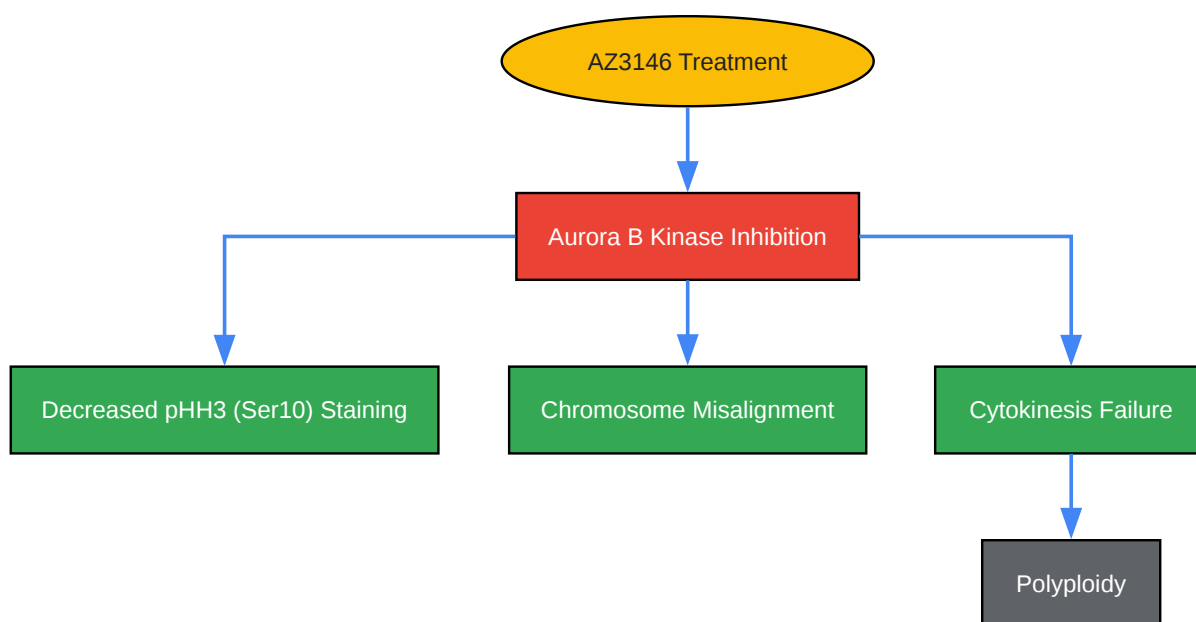 AZ3146 Treatment
Aurora B Kinase Inhibition
Decreased pHH3 (Ser10) Staining
Chromosome Misalignment
Cytokinesis Failure
Polyploidy